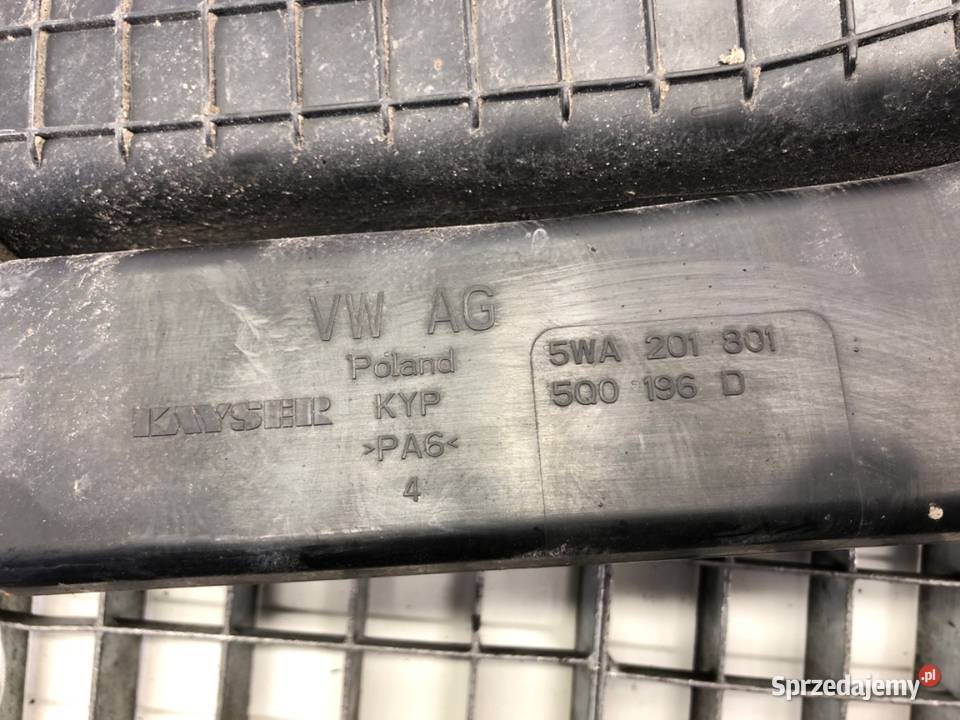 VW AG
Poland
KAYSER KYP
>PA6<
4
5WA 201 801
5Q0 196 D
Sprzedajemy.pl